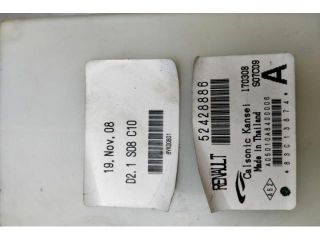 19. Nov. 08
D2. 1 S08 C10
RENAULT
52428886
Calsonic Kansei
Made in Thailand
170308
S07C09
A